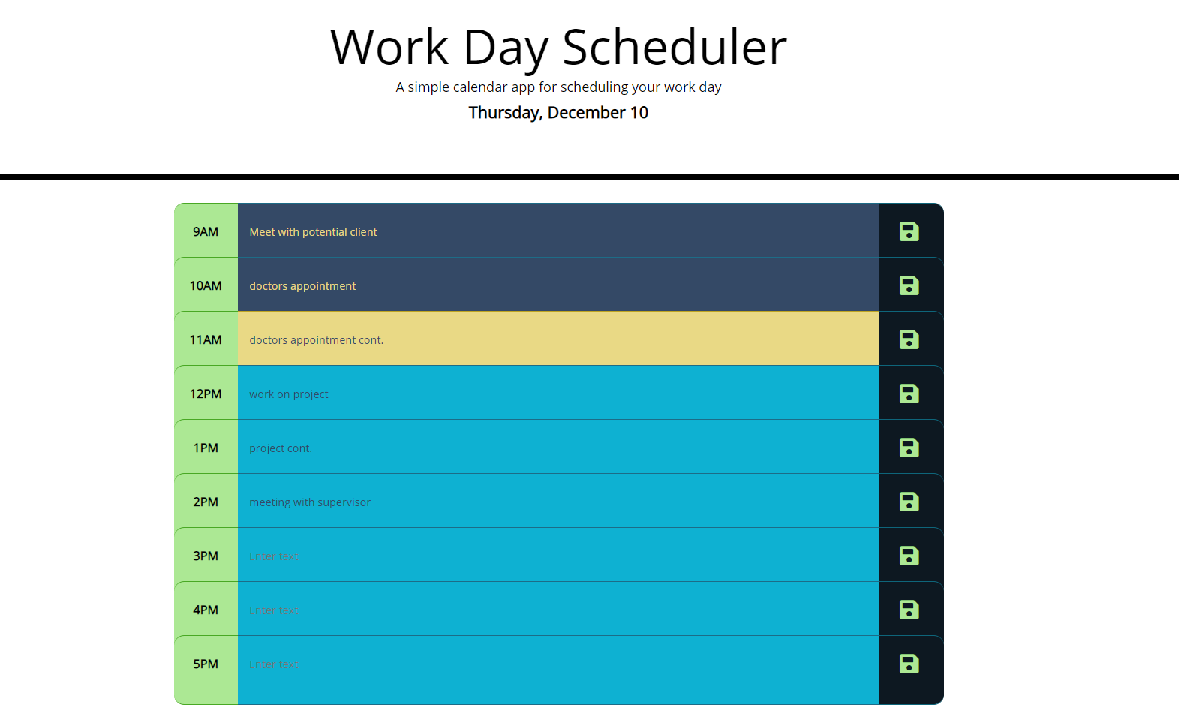 Work Day Scheduler
A simple calendar app for scheduling your work day
Thursday, December 10
9AM Meet with potential client
10AM doctors appointment
11AM doctors appointment cont.
12PM work on project
1PM project cont.
2PM meeting with supervisor
3PM Enter text
4PM Enter text
5PM Enter text